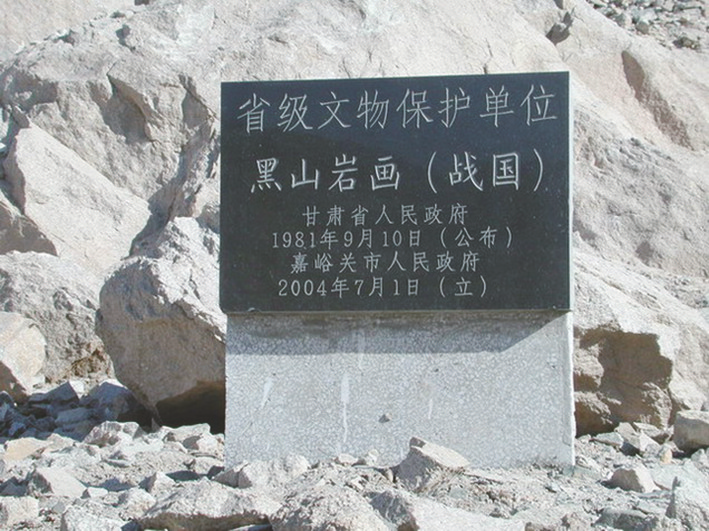 省级文物保护单位
黑山岩画（战国）
甘肃省人民政府
1981年9月10日（公布）
嘉峪关市人民政府
2004年7月1日（立）